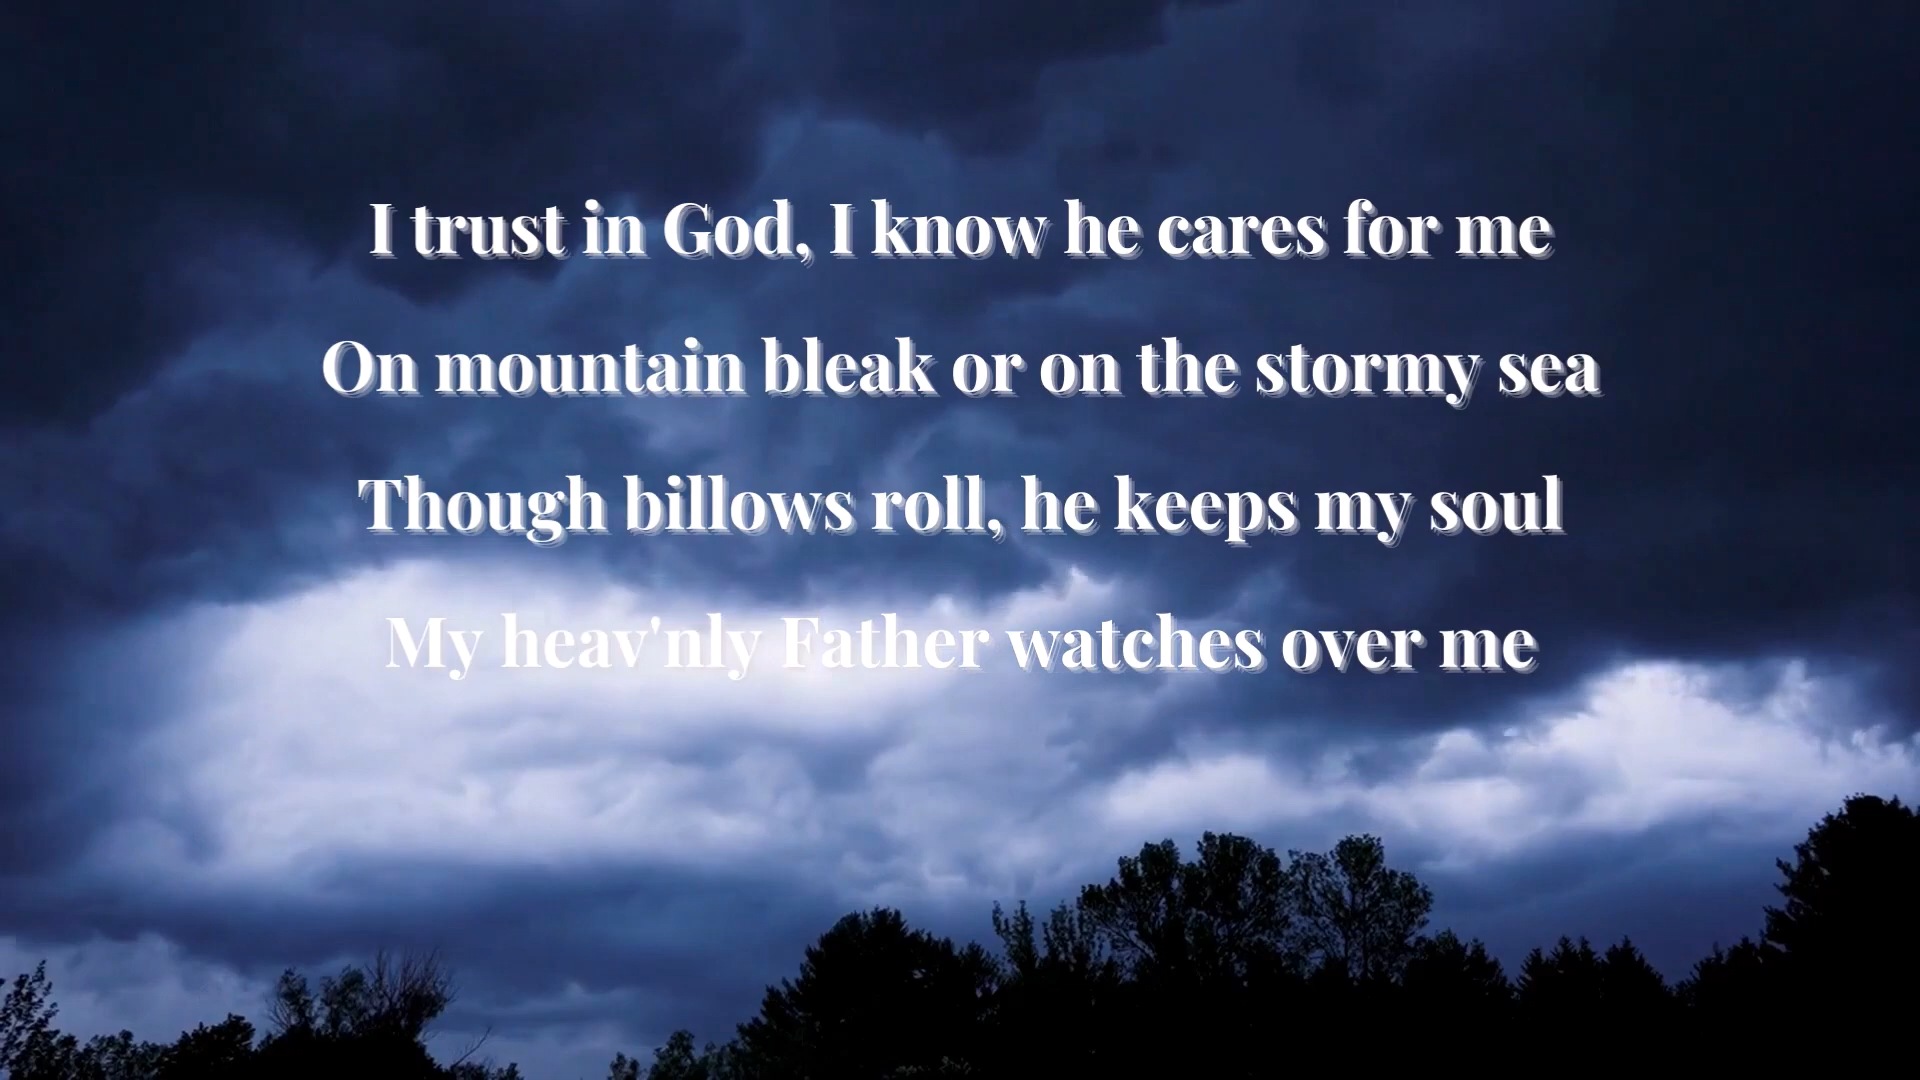 I trust in God, I know he cares for me
On mountain bleak or on the stormy sea
Though billows roll, he keeps my soul
My heav'nly Father watches over me